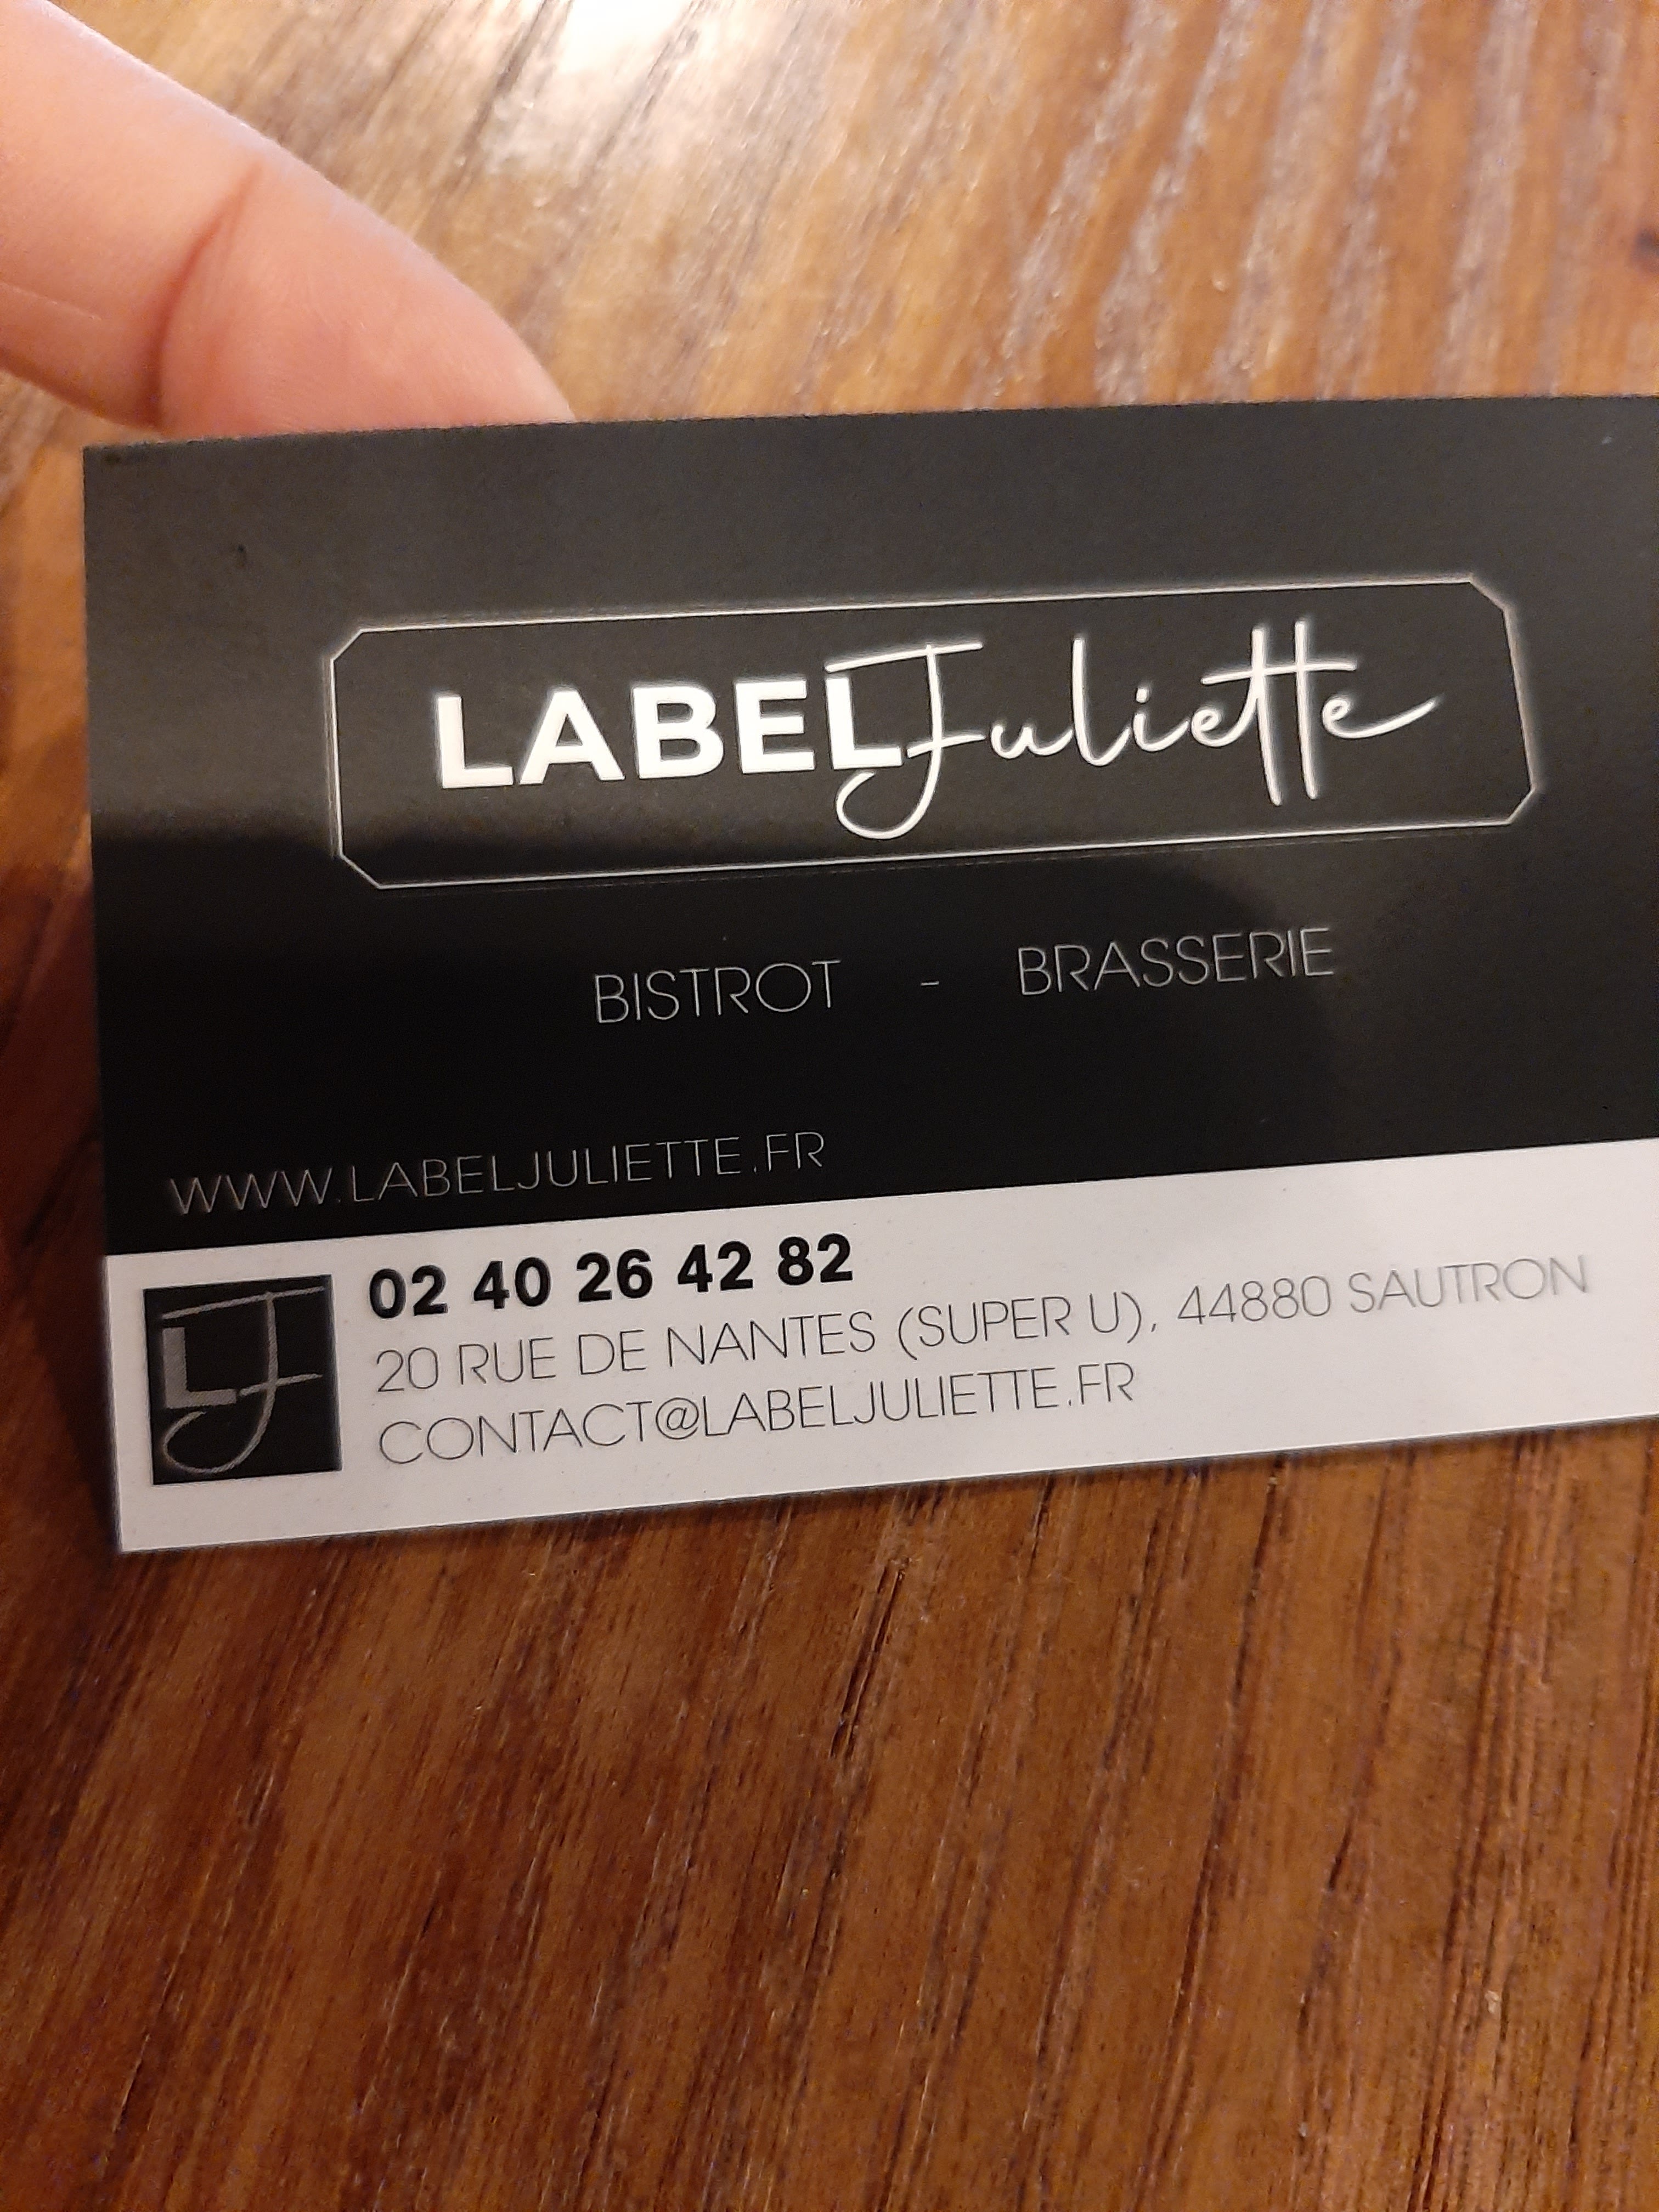 LABEL Juliette
BISTROT - BRASSERIE
WWW.LABELJULIETTE.FR
02 40 26 42 82
20 RUE DE NANTES (SUPER U), 44880 SAUTRON
CONTACT@LABELJULIETTE.FR
LJ